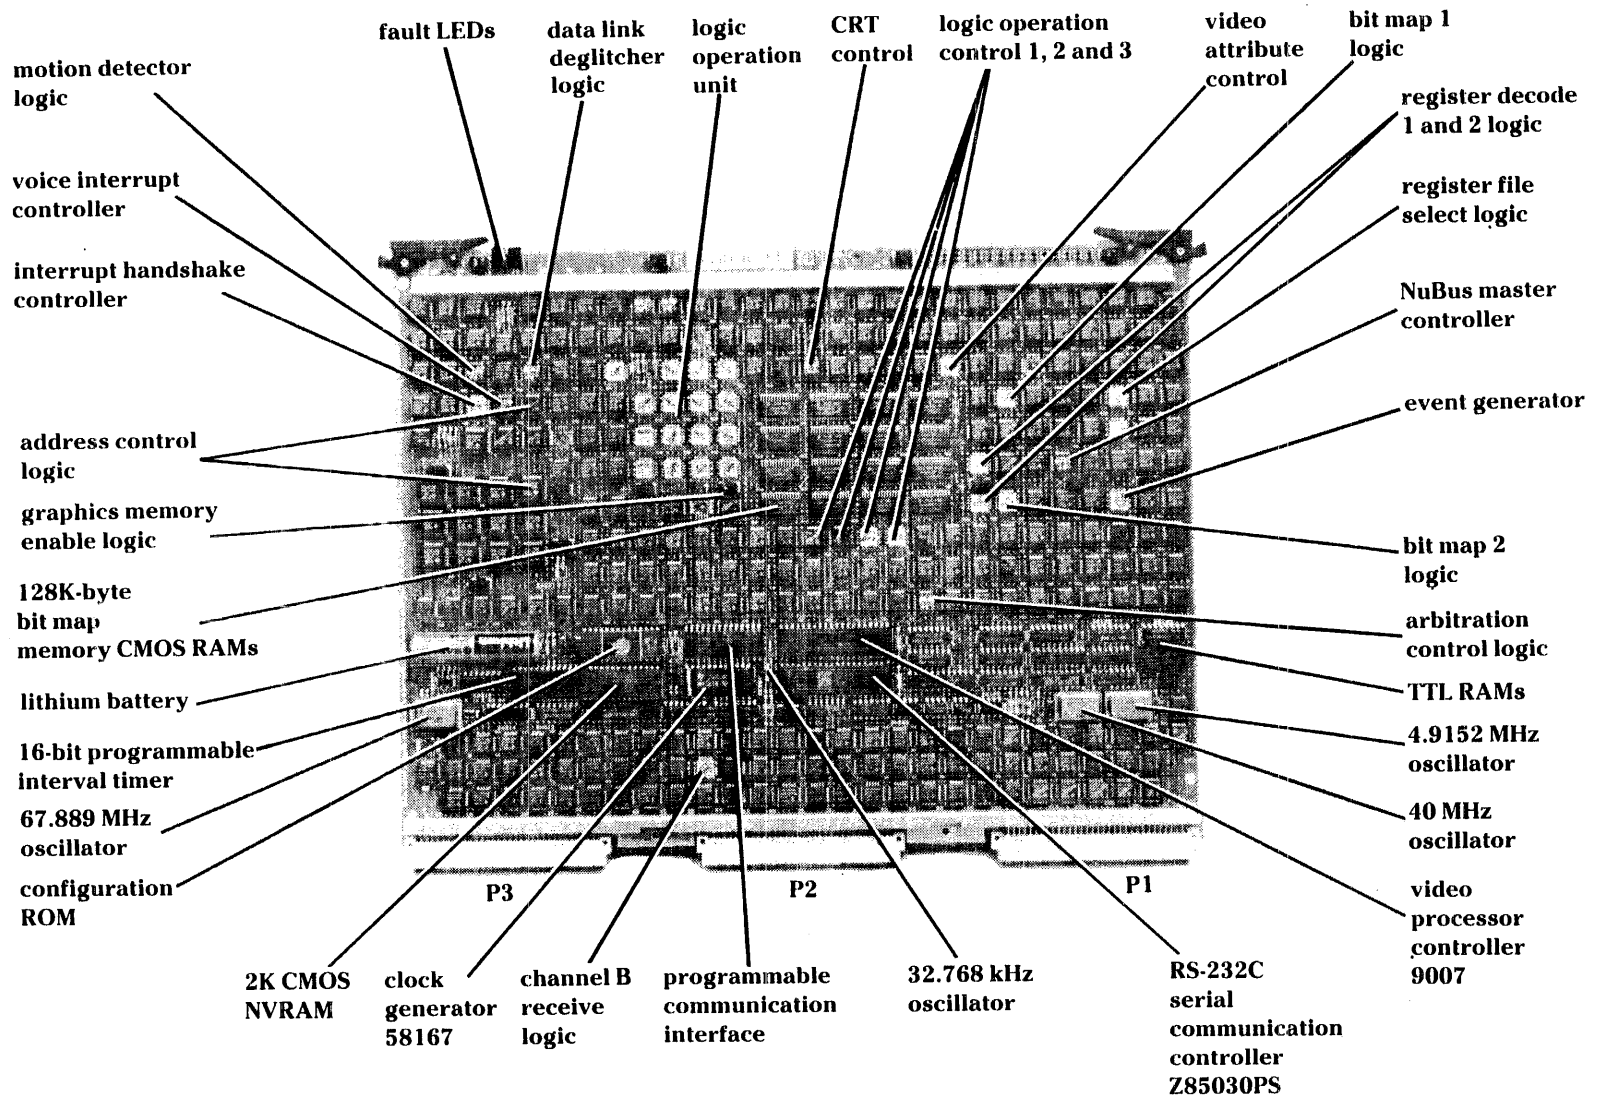 fault LEDs
data link
deglitcher
logic
logic
operation
unit
CRT
control
logic operation
control 1, 2 and 3
video
attribute
control
bit map 1
logic
motion detector
logic
register decode
1 and 2 logic
voice interrupt
controller
register file
select logic
interrupt handshake
controller
NuBus master
controller
event generator
address control
logic
graphics memory
enable logic
bit map 2
logic
128K-byte
bit map
memory CMOS RAMs
arbitration
control logic
lithium battery
TTL RAMs
16-bit programmable
interval timer
4.9152 MHz
oscillator
67.889 MHz
oscillator
40 MHz
oscillator
configuration
ROM
P3
P2
P1
video
processor
controller
9007
2K CMOS
NVRAM
clock
generator
58167
channel B
receive
logic
programmable
communication
interface
32.768 kHz
oscillator
RS-232C
serial
communication
controller
Z85030PS